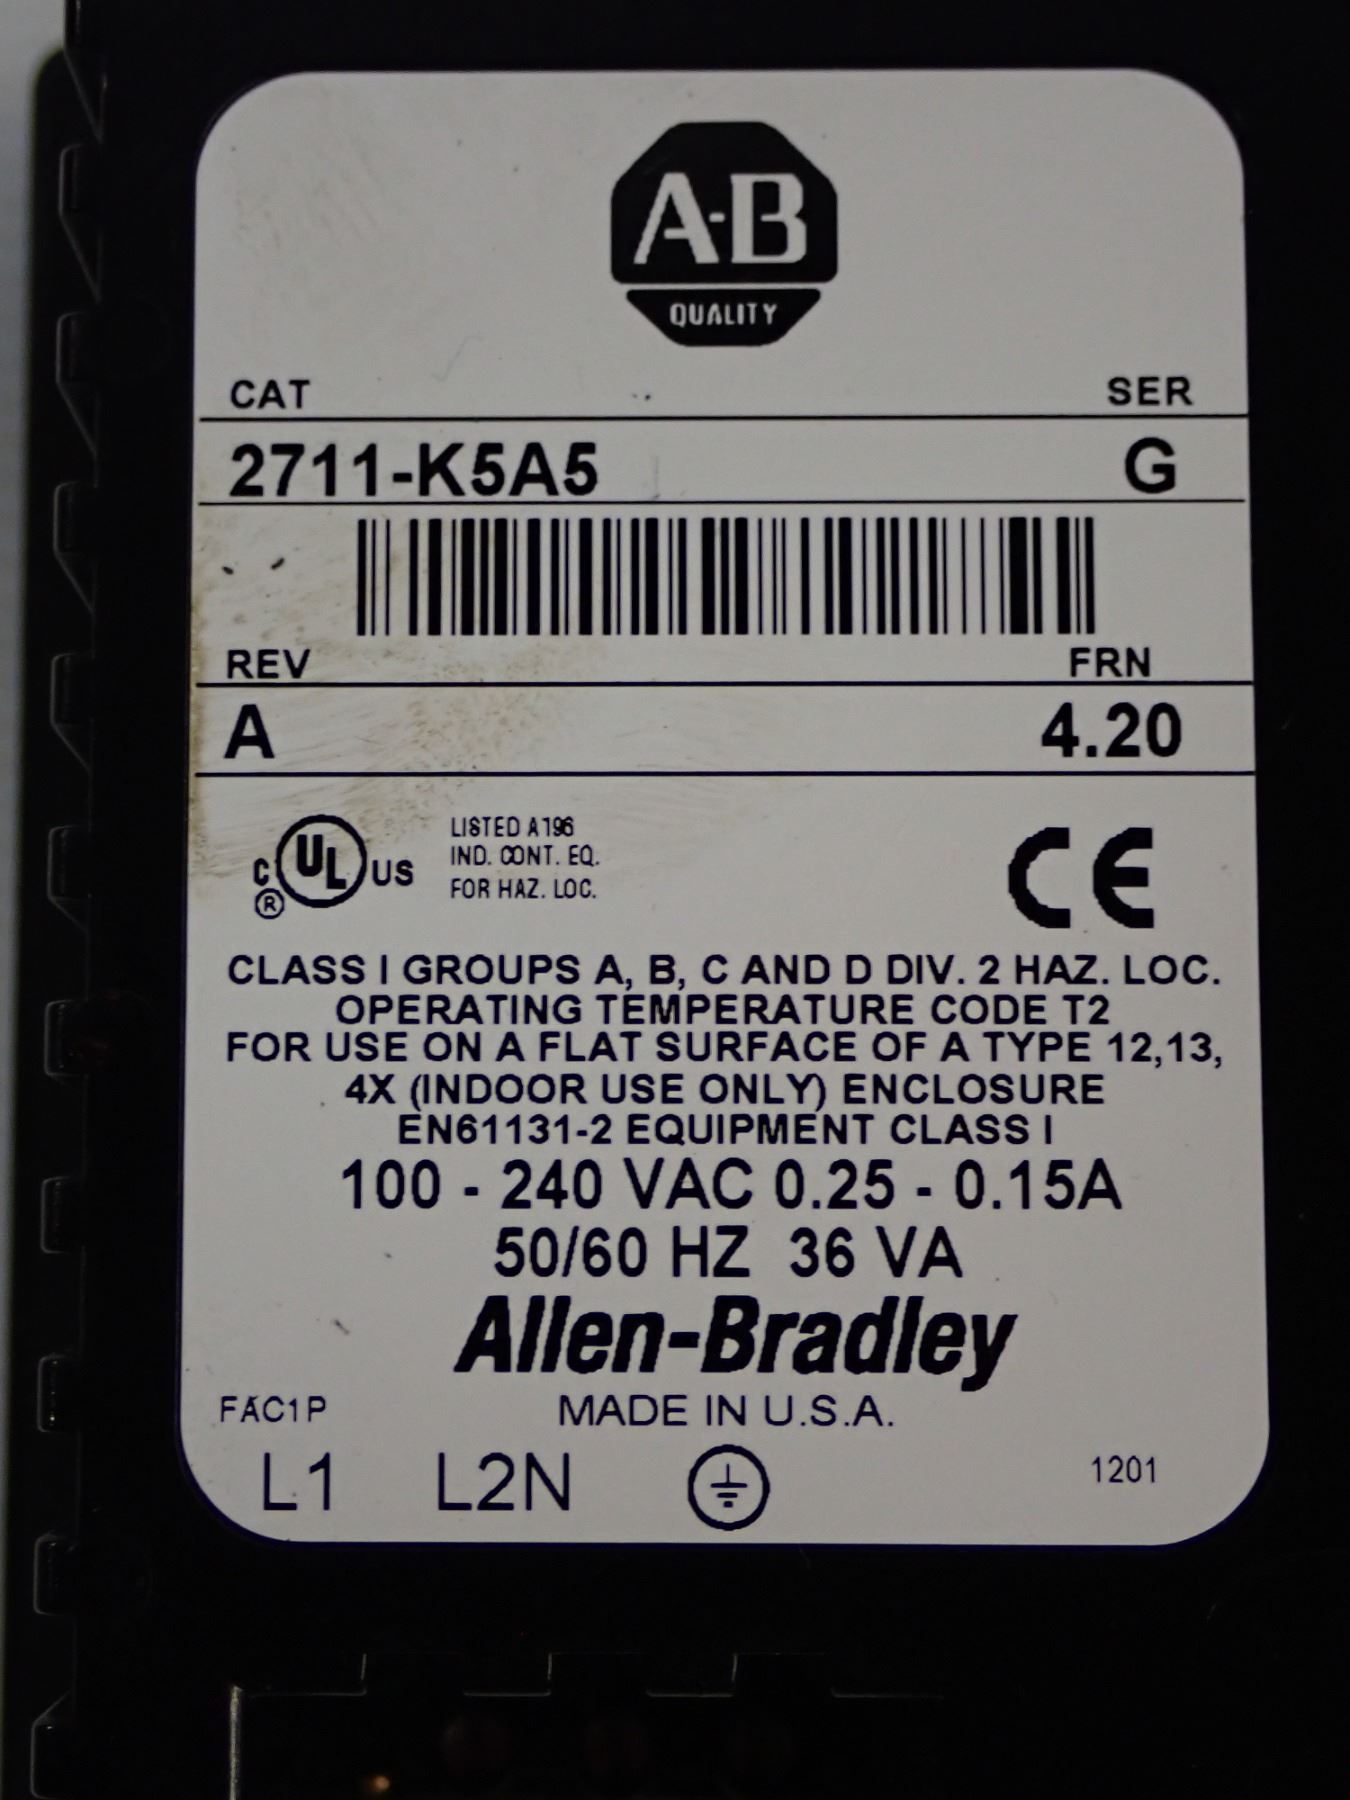 A-B
QUALITY
CAT SER
2711-K5A5 G
REV FRN
A 4.20
C UL US ®
LISTED A196
IND. CONT. EQ.
FOR HAZ. LOC.
CE
CLASS I GROUPS A, B, C AND D DIV. 2 HAZ. LOC.
OPERATING TEMPERATURE CODE T2
FOR USE ON A FLAT SURFACE OF A TYPE 12,13,
4X (INDOOR USE ONLY) ENCLOSURE
EN61131-2 EQUIPMENT CLASS I
100 - 240 VAC 0.25 - 0.15A
50/60 HZ 36 VA
Allen-Bradley
FAC1P MADE IN U.S.A.
L1 L2N 1201